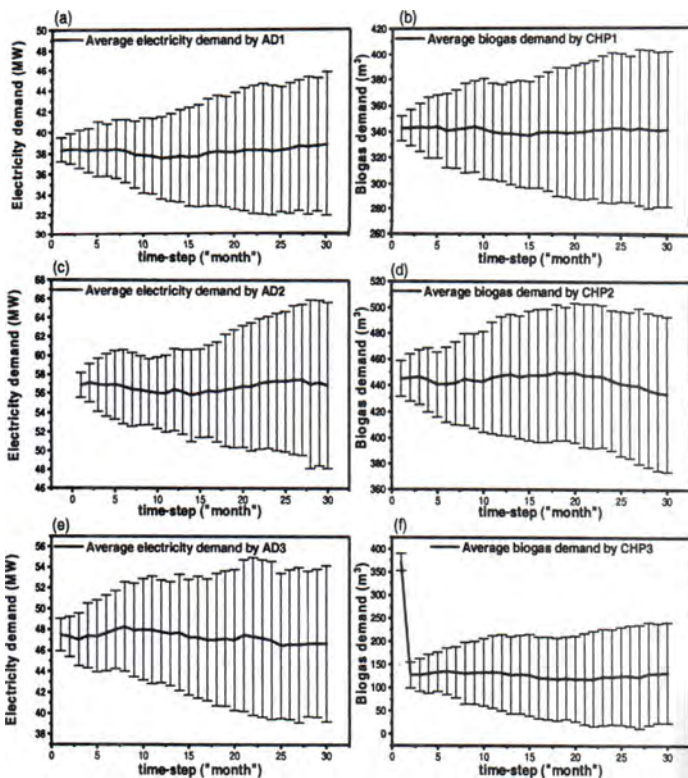 (a)
Average electricity demand by AD1
Electricity demand (MW)
50
48
46
44
42
40
38
36
34
32
30
0 5 10 15 20 25 30
time-step ("month")
(b)
Average biogas demand by CHP1
Biogas demand (m³)
420
400
380
360
340
320
300
280
260
0 5 10 15 20 25 30
time-step ("month")
(c)
Average electricity demand by AD2
Electricity demand (MW)
68
66
64
62
60
58
56
54
52
50
48
46
0 5 10 15 20 25 30
time-step ("month")
(d)
Average biogas demand by CHP2
Biogas demand (m³)
520
500
480
460
440
420
400
380
360
0 5 10 15 20 25 30
time-step ("month")
(e)
Average electricity demand by AD3
Electricity demand (MW)
56
54
52
50
48
46
44
42
40
38
0 5 10 15 20 25 30
time-step ("month")
(f)
Average biogas demand by CHP3
Biogas demand (m³)
400
350
300
250
200
150
100
50
0
0 5 10 15 20 25 30
time-step ("month")